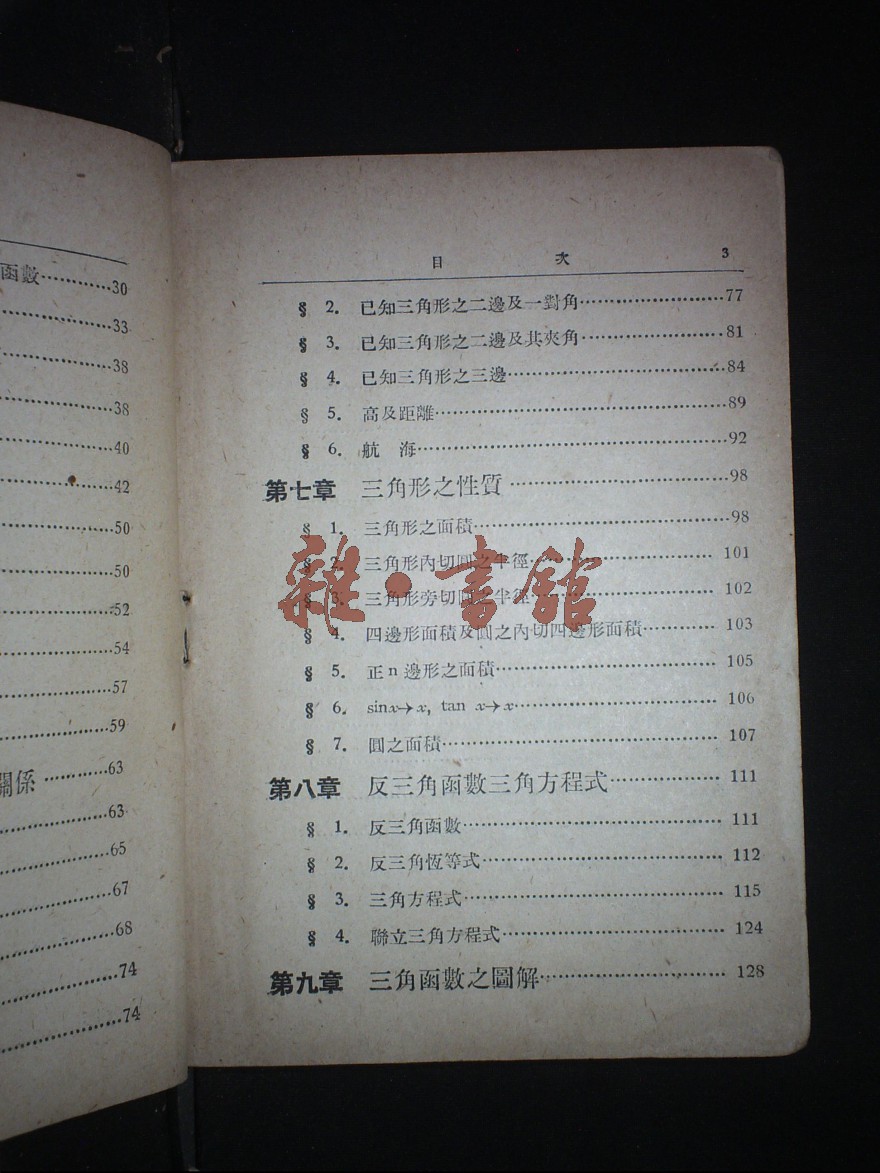 函數…………30
33
38
38
40
42
50
50
52
54
57
59
關係…………63
63
65
67
68
74
74
目 次 3
§ 2. 已知三角形之二邊及一對角……………………77
§ 3. 已知三角形之二邊及其夾角……………………81
§ 4. 已知三角形之三邊……………………84
§ 5. 高及距離……………………89
§ 6. 航 海……………………92
第七章 三角形之性質……………………98
§ 1. 三角形之面積……………………98
§ 2. 三角形內切圓之半徑……………………101
§ 3. 三角形旁切圓之半徑……………………102
§ 4. 四邊形面積及圓之內切四邊形面積…………103
§ 5. 正n邊形之面積……………………105
§ 6. sinx→x, tan x→x……………………106
§ 7. 圓之面積……………………107
第八章 反三角函數三角方程式……………111
§ 1. 反三角函數……………………111
§ 2. 反三角恆等式……………………112
§ 3. 三角方程式……………………115
§ 4. 聯立三角方程式……………………124
第九章 三角函數之圖解……………………128
雜·書館